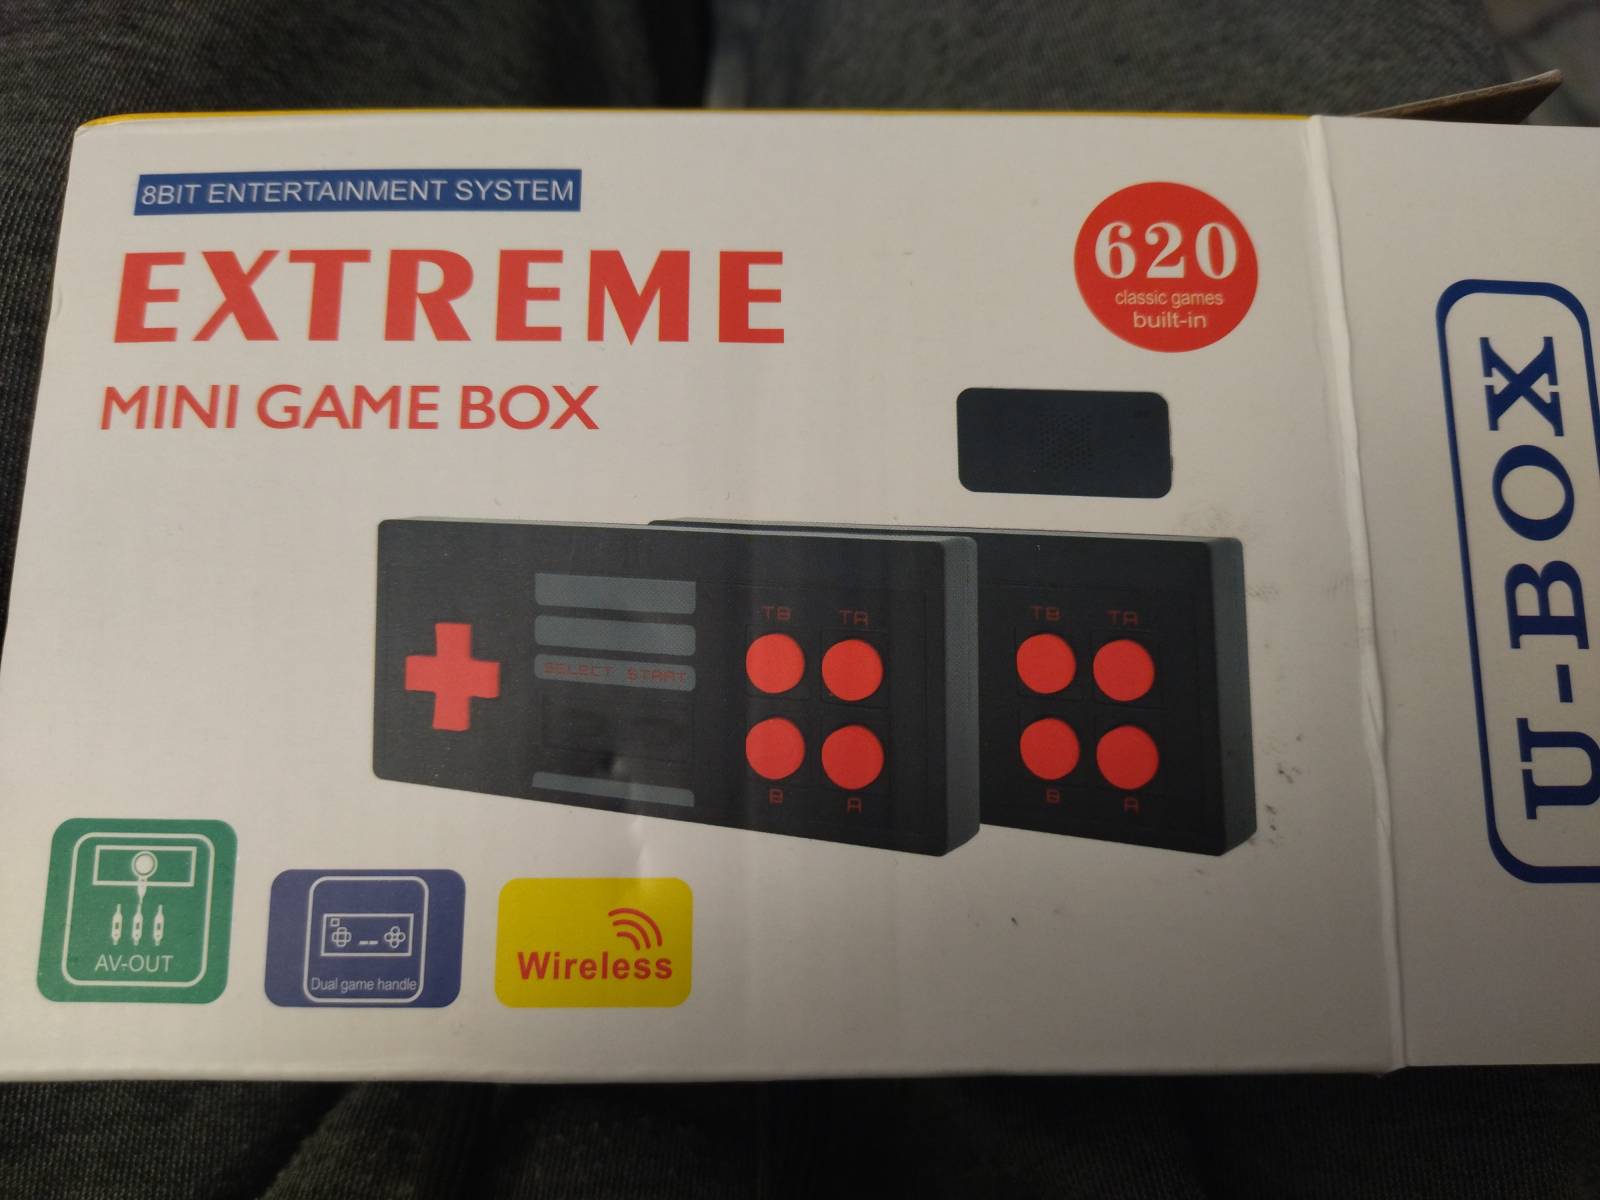 8BIT ENTERTAINMENT SYSTEM
EXTREME
MINI GAME BOX
620
classic games
built-in
TB TA
SELECT START
B A
TB TA
B A
AV-OUT
Dual game handle
Wireless
U-BOX